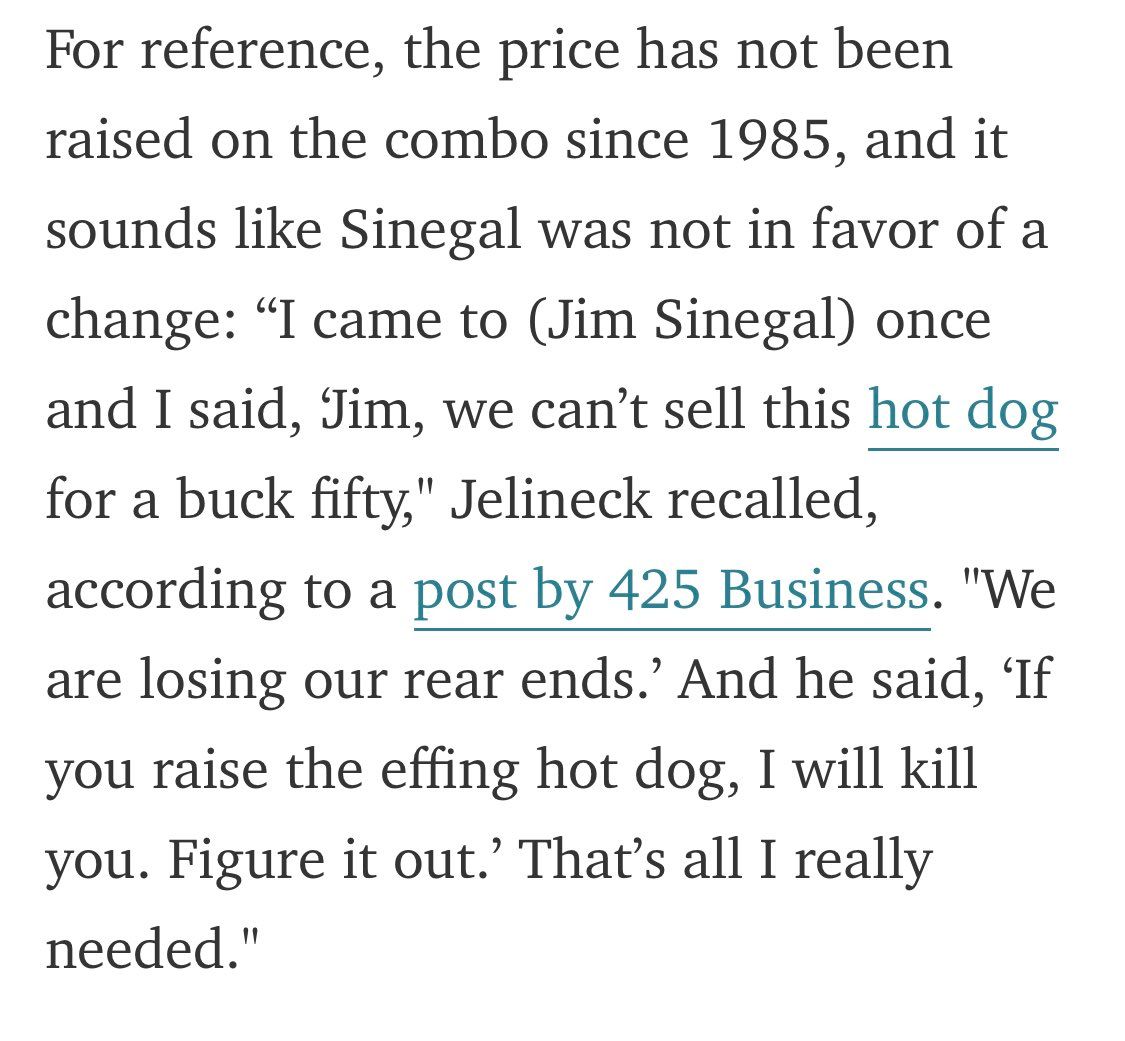 For reference, the price has not been
raised on the combo since 1985, and it
sounds like Sinegal was not in favor of a
change: “I came to (Jim Sinegal) once
and I said, ‘Jim, we can’t sell this hot dog
for a buck fifty," Jelineck recalled,
according to a post by 425 Business. "We
are losing our rear ends.’ And he said, ‘If
you raise the effing hot dog, I will kill
you. Figure it out.’ That’s all I really
needed."